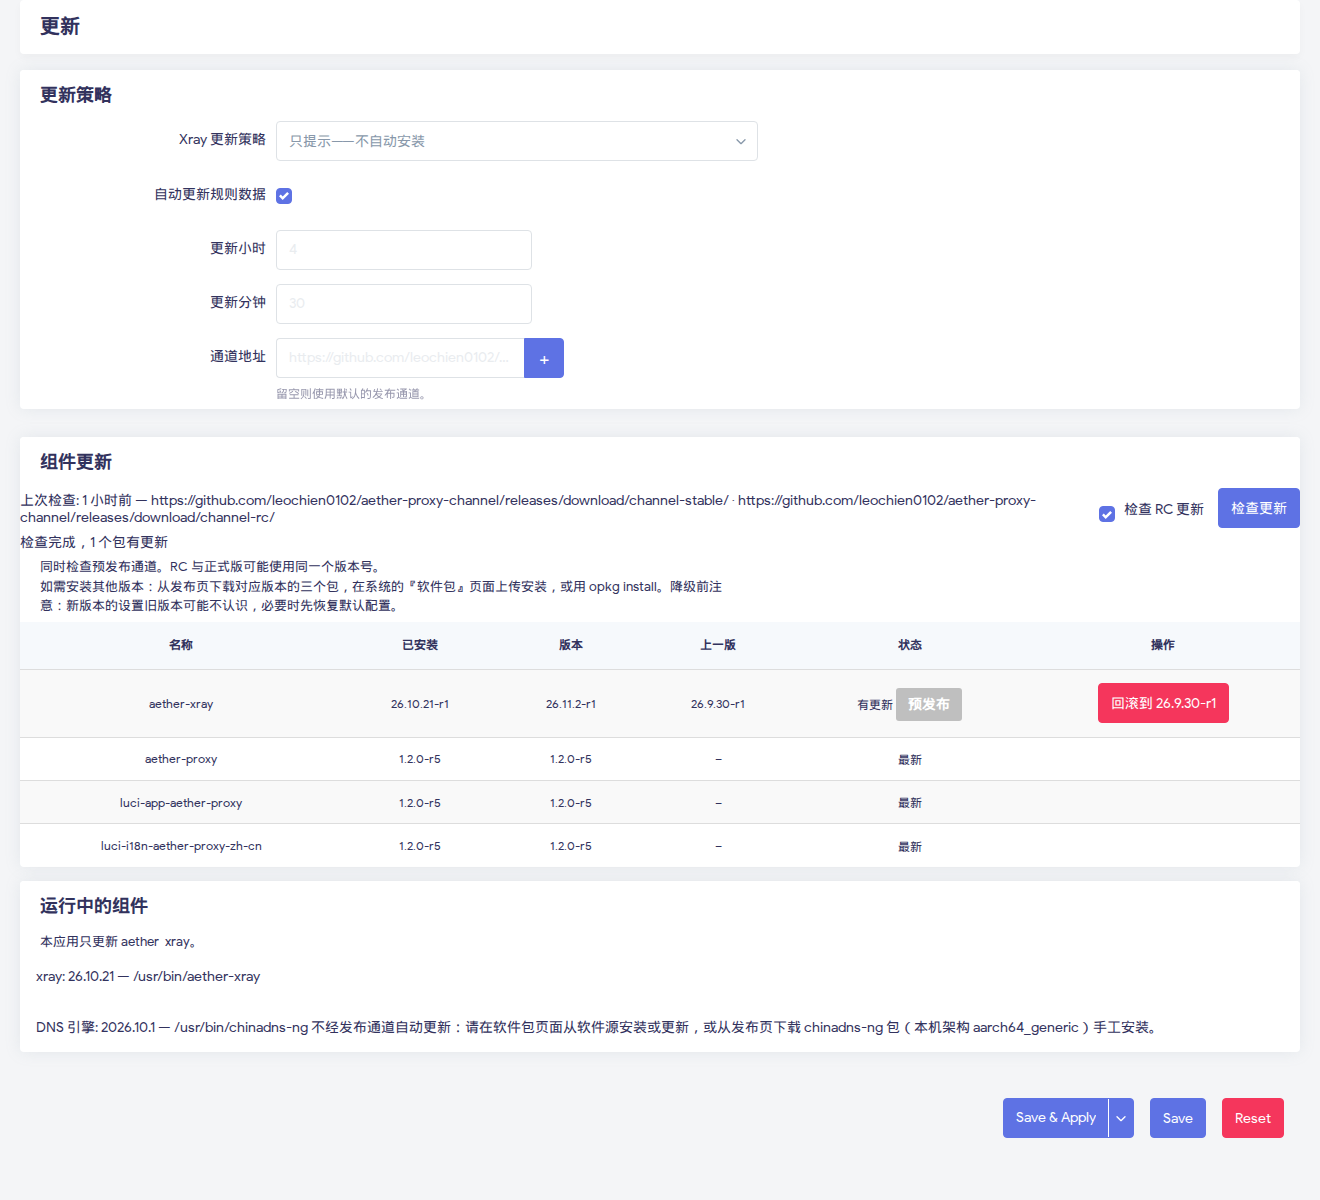 更新
更新策略
Xray 更新策略
只提示——不自动安装
自动更新规则数据
更新小时
4
更新分钟
30
通道地址
https://github.com/leochien0102/...
+
留空则使用默认的发布通道。
组件更新
上次检查: 1 小时前 — https://github.com/leochien0102/aether-proxy-channel/releases/download/channel-stable/ · https://github.com/leochien0102/aether-proxy-
channel/releases/download/channel-rc/
检查 RC 更新
检查更新
检查完成，1 个包有更新
同时检查预发布通道。RC 与正式版可能使用同一个版本号。
如需安装其他版本：从发布页下载对应版本的三个包，在系统的『软件包』页面上传安装，或用 opkg install。降级前注
意：新版本的设置旧版本可能不认识，必要时先恢复默认配置。
名称 已安装 版本 上一版 状态 操作
aether-xray 26.10.21-r1 26.11.2-r1 26.9.30-r1 有更新 预发布 回滚到 26.9.30-r1
aether-proxy 1.2.0-r5 1.2.0-r5 – 最新
luci-app-aether-proxy 1.2.0-r5 1.2.0-r5 – 最新
luci-i18n-aether-proxy-zh-cn 1.2.0-r5 1.2.0-r5 – 最新
运行中的组件
本应用只更新 aether xray。
xray: 26.10.21 — /usr/bin/aether-xray
DNS 引擎: 2026.10.1 — /usr/bin/chinadns-ng 不经发布通道自动更新：请在软件包页面从软件源安装或更新，或从发布页下载 chinadns-ng 包（本机架构 aarch64_generic）手工安装。
Save & Apply
Save
Reset